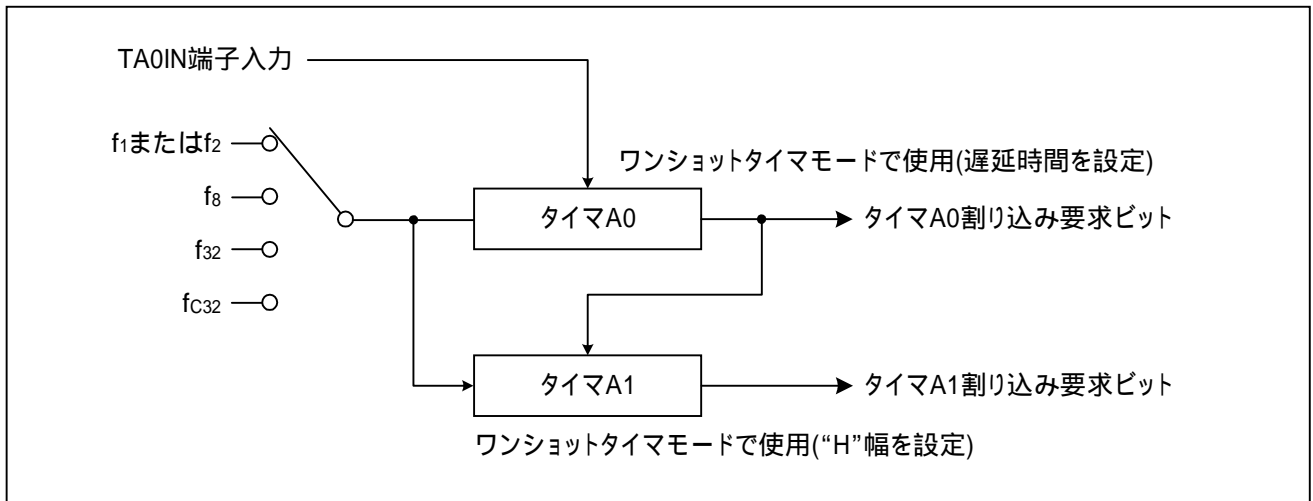 TA0IN端子入力
f1またはf2
ワンショットタイマモードで使用(遅延時間を設定)
f8
タイマA0
タイマA0割り込み要求ビット
f32
fC32
タイマA1
タイマA1割り込み要求ビット
ワンショットタイマモードで使用(“H”幅を設定)